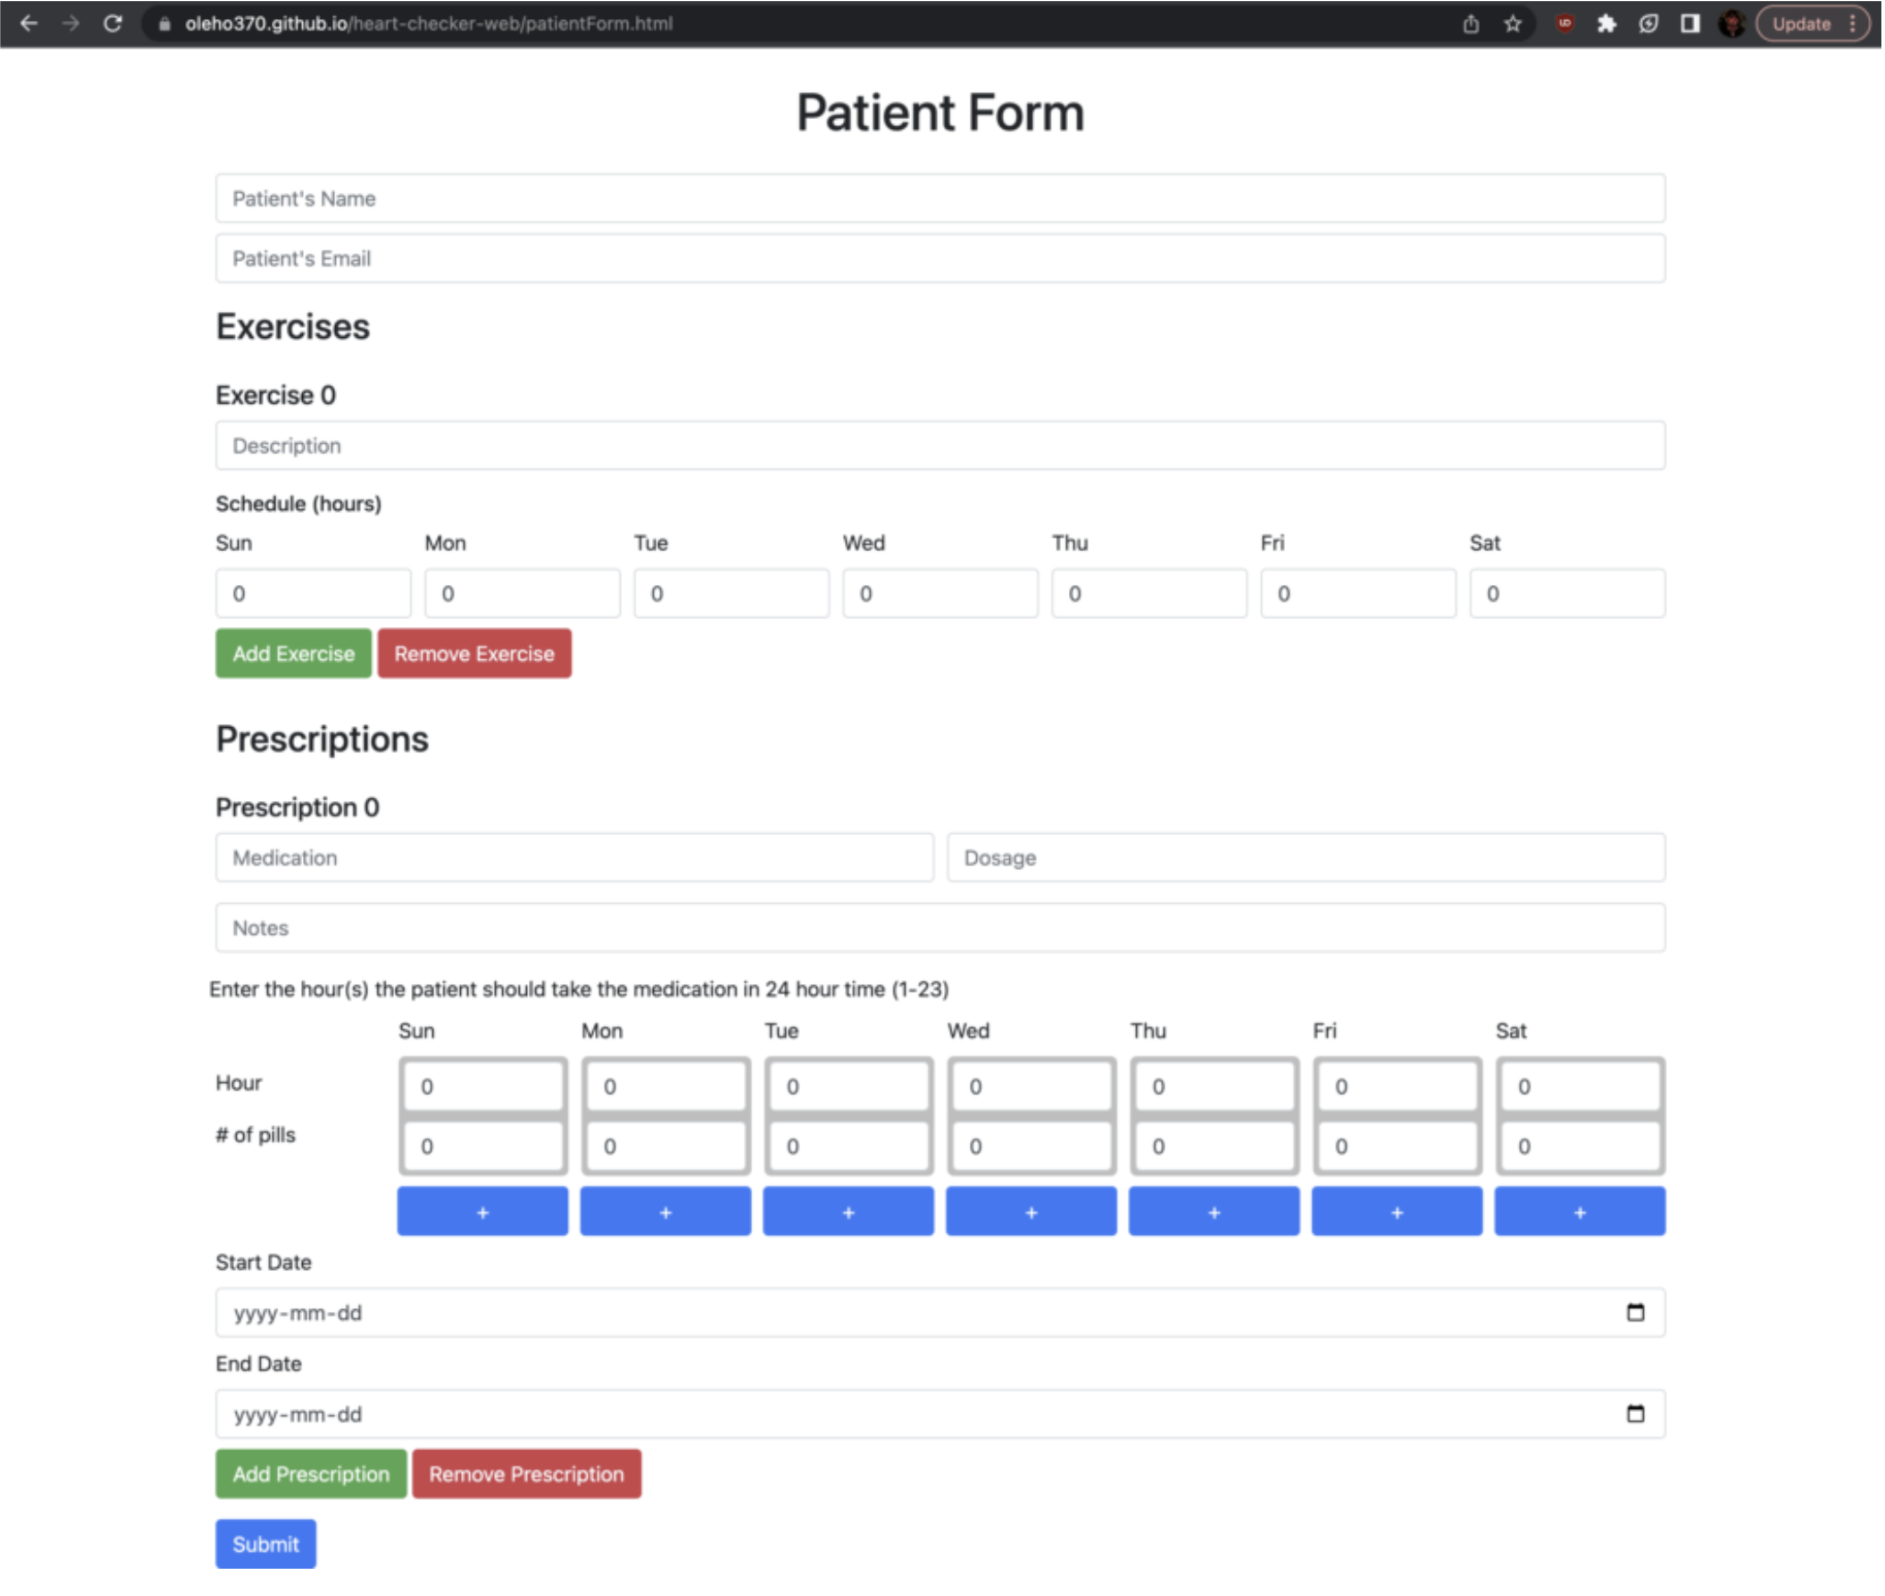 oleho370.github.io/heart-checker-web/patientForm.html
Update
Patient Form
Patient's Name
Patient's Email
Exercises
Exercise 0
Description
Schedule (hours)
Sun Mon Tue Wed Thu Fri Sat
0 0 0 0 0 0 0
Add Exercise Remove Exercise
Prescriptions
Prescription 0
Medication Dosage
Notes
Enter the hour(s) the patient should take the medication in 24 hour time (1-23)
Sun Mon Tue Wed Thu Fri Sat
Hour 0 0 0 0 0 0 0
# of pills 0 0 0 0 0 0 0
+ + + + + + +
Start Date
yyyy-mm-dd
End Date
yyyy-mm-dd
Add Prescription Remove Prescription
Submit